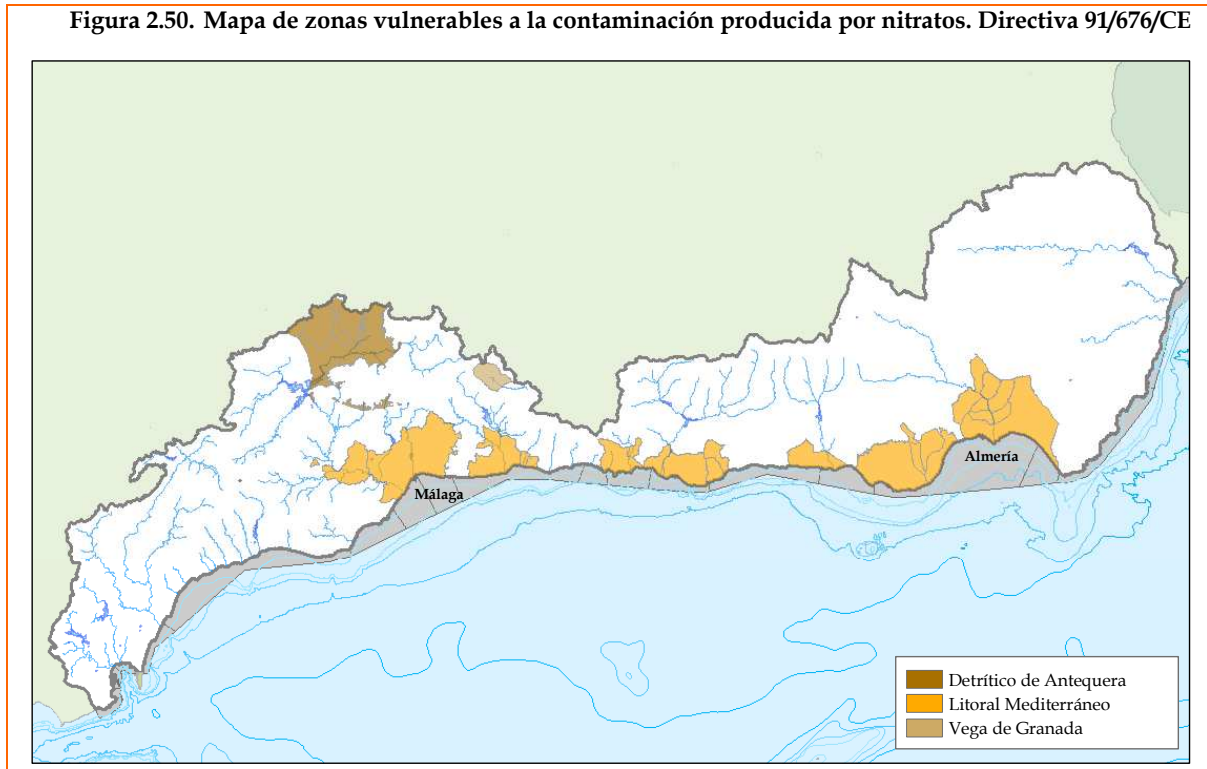 Figura 2.50. Mapa de zonas vulnerables a la contaminación producida por nitratos. Directiva 91/676/CE
Almería
Málaga
Detrítico de Antequera
Litoral Mediterráneo
Vega de Granada